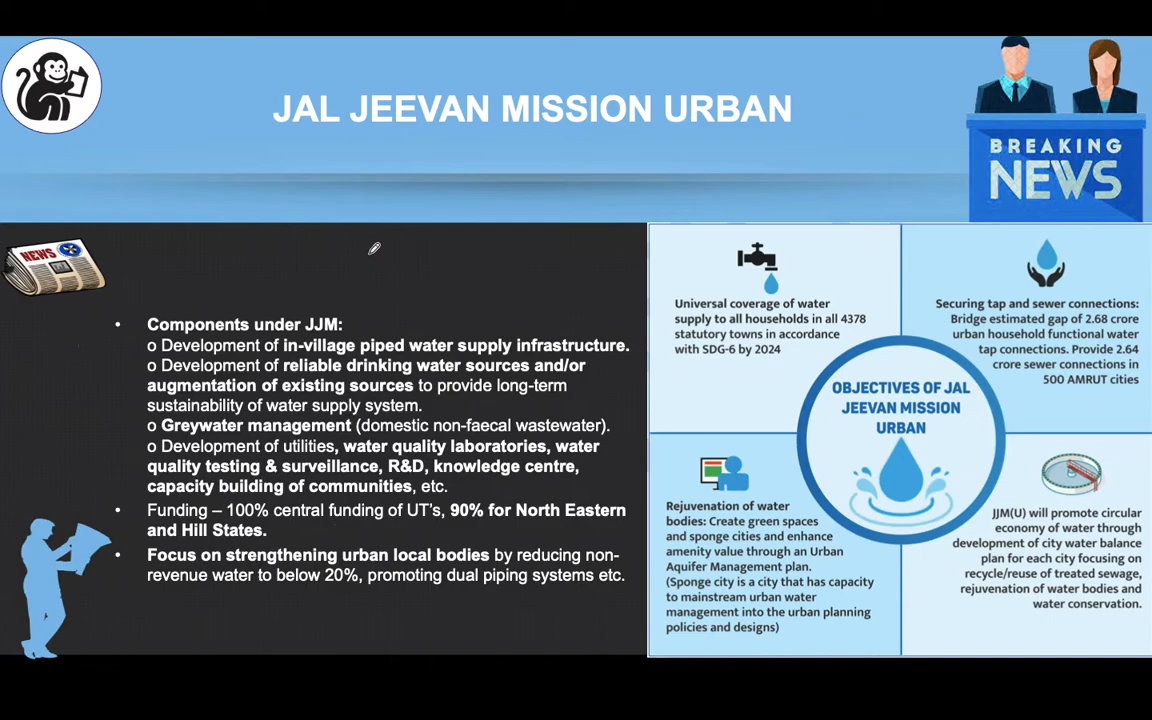 JAL JEEVAN MISSION URBAN
BREAKING
NEWS
NEWS
• Components under JJM:
o Development of in-village piped water supply infrastructure.
o Development of reliable drinking water sources and/or
augmentation of existing sources to provide long-term
sustainability of water supply system.
o Greywater management (domestic non-faecal wastewater).
o Development of utilities, water quality laboratories, water
quality testing & surveillance, R&D, knowledge centre,
capacity building of communities, etc.
• Funding – 100% central funding of UT's, 90% for North Eastern
and Hill States.
• Focus on strengthening urban local bodies by reducing non-
revenue water to below 20%, promoting dual piping systems etc.
Universal coverage of water
supply to all households in all 4378
statutory towns in accordance
with SDG-6 by 2024
Securing tap and sewer connections:
Bridge estimated gap of 2.68 crore
urban household functional water
tap connections. Provide 2.64
crore sewer connections in
500 AMRUT cities
OBJECTIVES OF JAL
JEEVAN MISSION
URBAN
Rejuvenation of water
bodies: Create green spaces
and sponge cities and enhance
amenity value through an Urban
Aquifer Management plan.
(Sponge city is a city that has capacity
to mainstream urban water
management into the urban planning
policies and designs)
JJM(U) will promote circular
economy of water through
development of city water balance
plan for each city focusing on
recycle/reuse of treated sewage,
rejuvenation of water bodies and
water conservation.